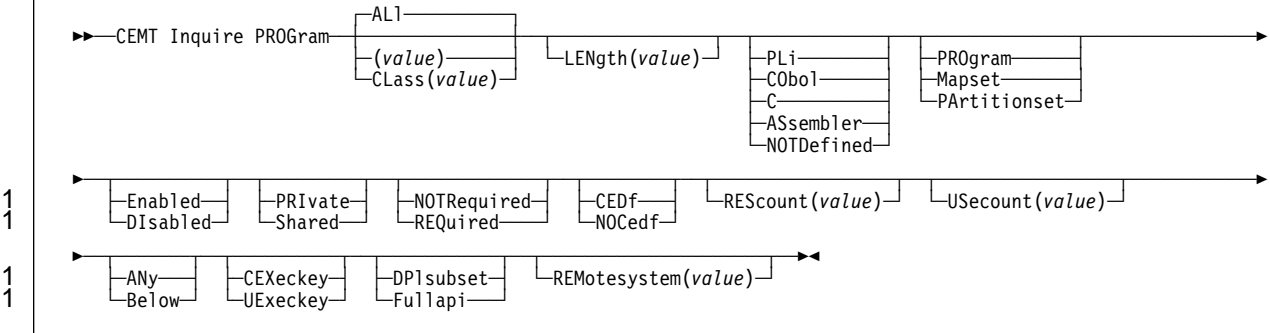 ALl
CEMT Inquire PROGram
(value)
CLass(value)
LENgth(value)
PLi
CObol
C
ASsembler
NOTDefined
PROgram
Mapset
PArtitionset
1
1
Enabled
DIsabled
PRIvate
Shared
NOTRequired
REQuired
CEDf
NOCedf
REScount(value)
USecount(value)
1
1
ANy
Below
CEXeckey
UExeckey
DPlsubset
Fullapi
REMotesystem(value)